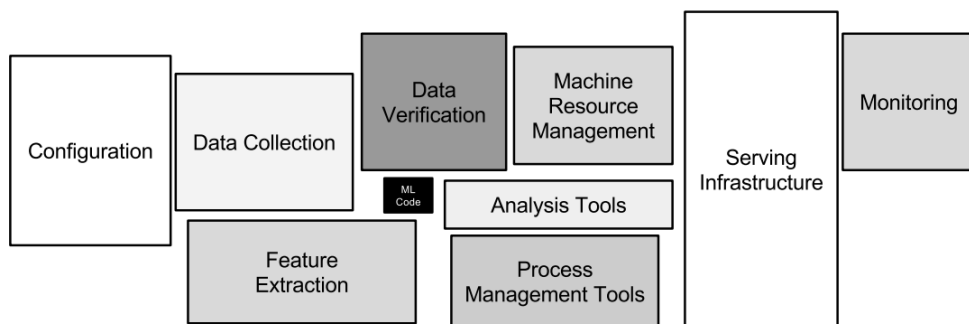 Configuration
Data Collection
Feature
Extraction
Data
Verification
ML
Code
Machine
Resource
Management
Analysis Tools
Process
Management Tools
Serving
Infrastructure
Monitoring